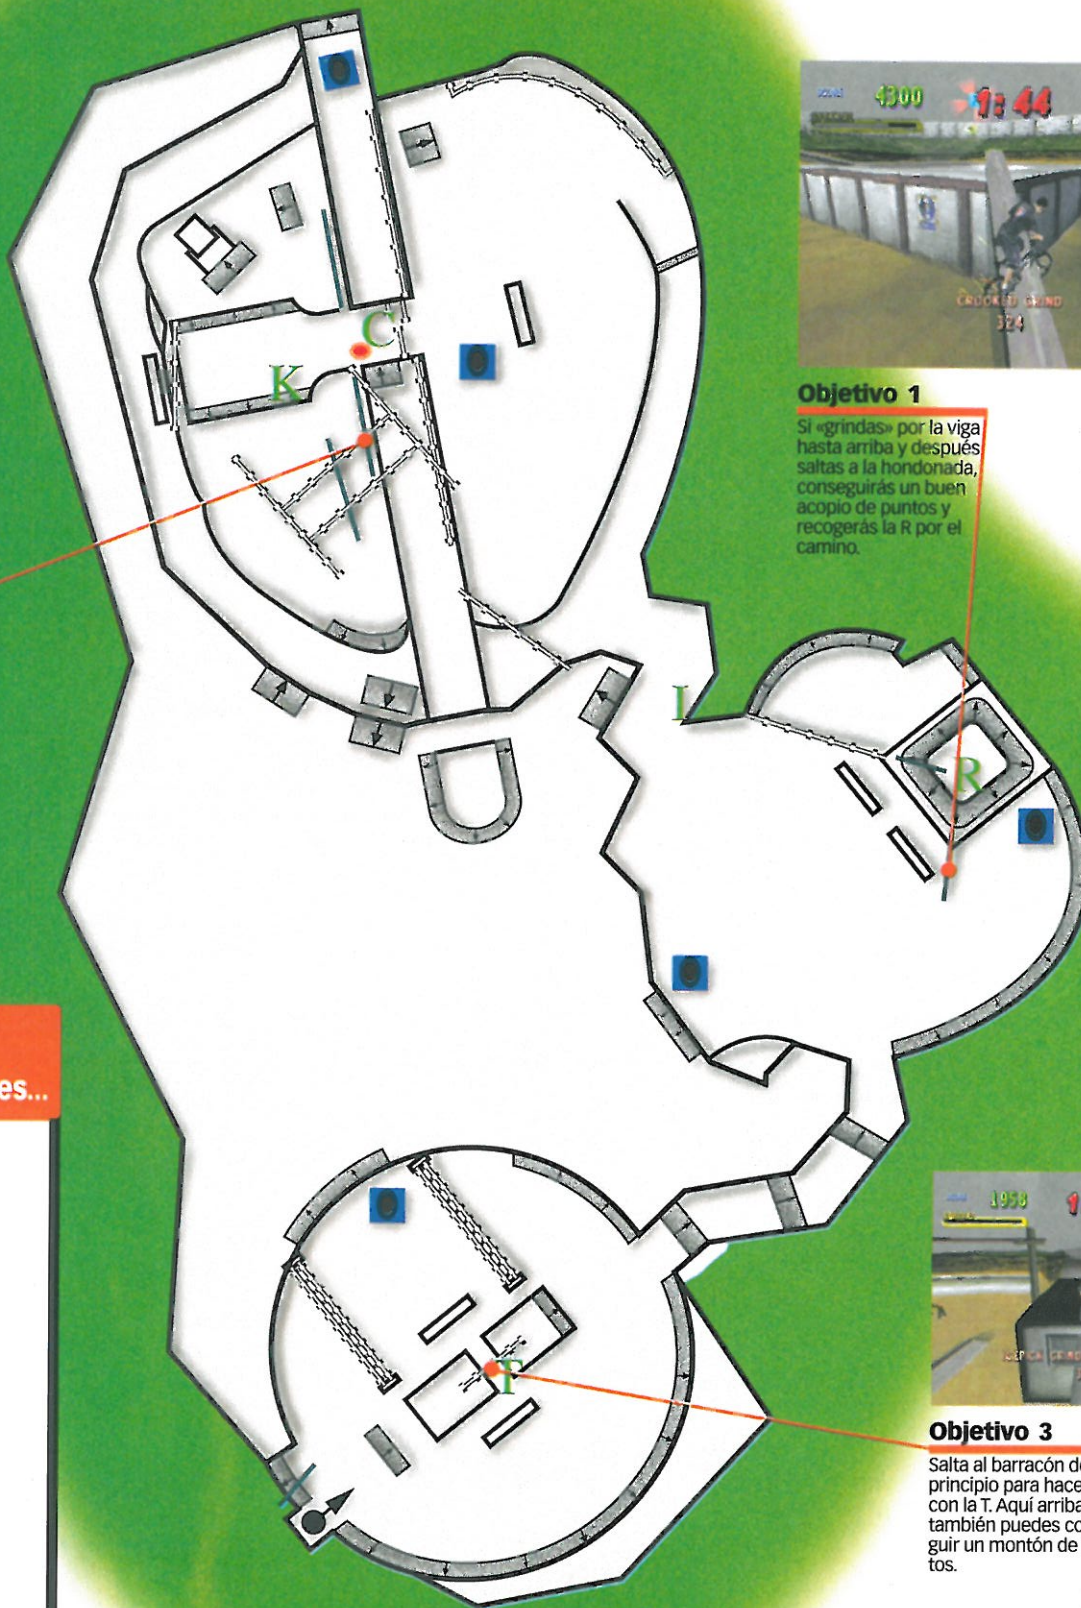 4300
1:44
CROOKED GRIND
324
Objetivo 1
Si «grindas» por la viga
hasta arriba y después
saltas a la hondonada,
conseguirás un buen
acopio de puntos y
recogerás la R por el
camino.
C
K
I
R
es...
1958
1
T
Objetivo 3
Salta al barracón de
principio para hace
con la T. Aquí arriba
también puedes co
guir un montón de
tos.